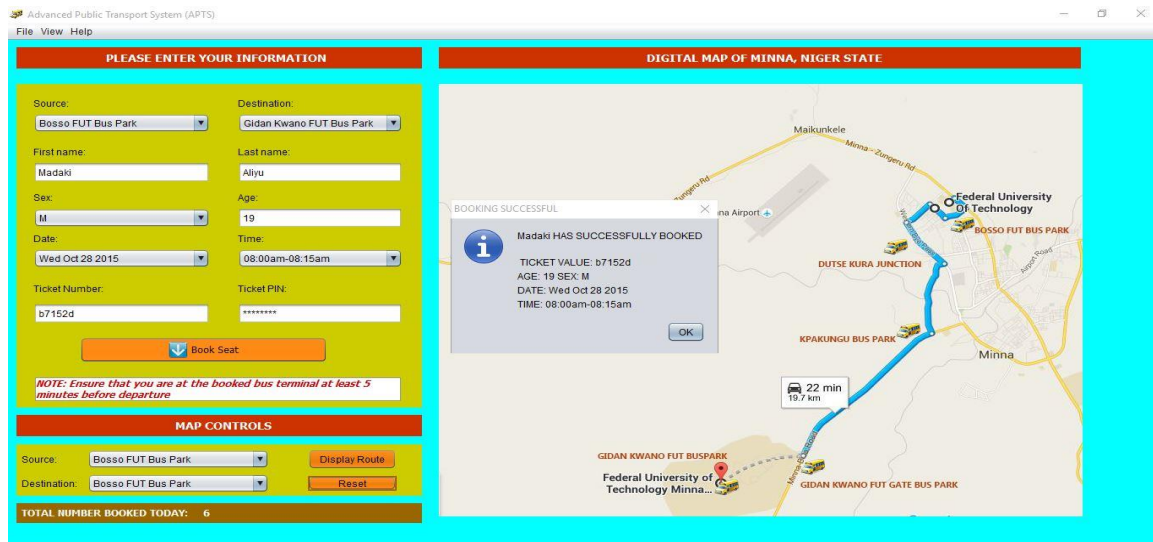 Advanced Public Transport System (APTS)
File View Help
PLEASE ENTER YOUR INFORMATION
Source:
Destination:
Bosso FUT Bus Park
Gidan Kwano FUT Bus Park
First name:
Last name:
Madaki
Aliyu
Sex:
Age:
M
19
Date:
Time:
Wed Oct 28 2015
08:00am-08:15am
Ticket Number:
Ticket PIN:
b7152d
********
Book Seat
NOTE: Ensure that you are at the booked bus terminal at least 5
minutes before departure
MAP CONTROLS
Source:
Bosso FUT Bus Park
Display Route
Destination:
Bosso FUT Bus Park
Reset
TOTAL NUMBER BOOKED TODAY: 6
DIGITAL MAP OF MINNA, NIGER STATE
Maikunkele
Minna - Zungeru Rd
Zungeru Rd
na Airport
Federal University
Of Technology
BOSSO FUT BUS PARK
Airport Road
DUTSE KURA JUNCTION
KPAKUNGU BUS PARK
Minna
22 min
19.7 km
GIDAN KWANO FUT BUSPARK
Federal University of
Technology Minna...
GIDAN KWANO FUT GATE BUS PARK
BOOKING SUCCESSFUL
Madaki HAS SUCCESSFULLY BOOKED
TICKET VALUE: b7152d
AGE: 19 SEX: M
DATE: Wed Oct 28 2015
TIME: 08:00am-08:15am
OK